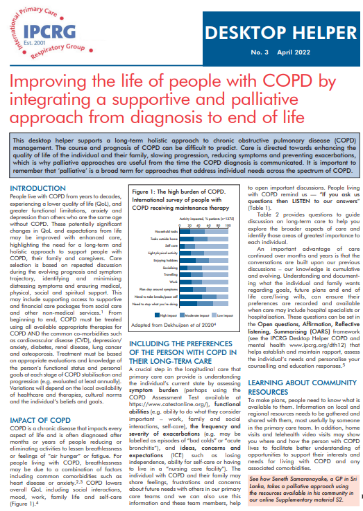 International Primary Care
Respiratory Group
IPCRG
Est. 2001
DESKTOP HELPER
No. 3 April 2022
Improving the life of people with COPD by
integrating a supportive and palliative
approach from diagnosis to end of life
This desktop helper supports a long-term holistic approach to chronic obstructive pulmonary disease (COPD)
management. The course and prognosis of COPD can be difficult to predict. Care is directed towards enhancing the
quality of life of the individual and their family, slowing progression, reducing symptoms and preventing exacerbations,
which is why palliative approaches are useful from the time the COPD diagnosis is communicated. It is important to
remember that 'palliative' is a broad term for approaches that address individual needs across the spectrum of COPD.
INTRODUCTION
People live with COPD from years to decades,
experiencing a lower quality of life (QoL), and
greater functional limitations, anxiety and
depression than others who are the same age
without COPD. These potentially significant
changes in QoL and expectations from life
may be improved with enhanced care,
highlighting the need for a long-term and
holistic approach to support people with
COPD, their family and caregivers. Care
selection is based on repeated discussion
during the evolving prognosis and symptom
trajectory, identifying and minimising
distressing symptoms and ensuring medical,
physical, social and spiritual support. This
may include supporting access to supportive
and financial care packages from social care
and other non-medical services. From
beginning to end, COPD must be treated
using all available appropriate therapies for
COPD AND the common co-morbidities such
as cardiovascular disease (CVD), depression/
anxiety, diabetes, renal disease, lung cancer
and osteoporosis. Treatment must be based
on appropriate evaluations and knowledge of
the person's functional status and personal
goals at each stage of COPD stabilisation and
progression (e.g. evaluated at least annually).
Variations will depend on the local availability
of healthcare and therapies, cultural norms
and the individual's beliefs and goals.
IMPACT OF COPD
COPD is a chronic disease that impacts every
aspect of life and is often diagnosed after
months or years of people reducing or
eliminating activities to lessen breathlessness
or feelings of "air hunger" or fatigue. For
people living with COPD, breathlessness
may be due to a combination of factors
including common comorbidities such as
heart disease or anxiety. COPD lowers
overall QoL, including social interactions,
mood, work, family life and self-care
(Figure 1).
Figure 1: The high burden of COPD.
International survey of people with
COPD receiving maintenance therapy
Adapted from Dekhuijzen et al 2020
INCLUDING THE PREFERENCES
OF THE PERSON WITH COPD IN
THEIR LONG-TERM CARE
A crucial step in the longitudinal care that
primary care can provide is understanding
the individual's current state by assessing
symptom burden (perhaps using the
COPD Assessment Test available at
https://www.catestonline.org/), functional
abilities (e.g. ability to do what they consider
important - work, family and social
interactions, self-care), the frequency and
severity of exacerbations (e.g. may be
labelled as episodes of "bad colds" or "acute
bronchitis"), and ideas, concerns and
expectations (ICE) such as losing
independence, ability for self-care or having
to live in a "nursing care facility"). The
individual with COPD and their family may
share feelings, frustrations and concerns
about future needs with others in our primary
care teams and we can also use this
information and these team members, help
to open important discussions. People living
with COPD remind us — "if you ask us
questions then LISTEN to our answers"
(Table 1).
Table 2 provides questions to guide
discussion on long-term care to help you
explore the broader aspects of care and
identify those areas of greatest importance to
each individual.
An important advantage of care
continued over months and years is that the
conversations are built upon our previous
discussions – our knowledge is cumulative
and evolving. Understanding and document-
ing what the individual and family wants
regarding goals, future plans and end of
life care/living wills, can ensure their
preferences are recorded and available
when care may include hospital specialists or
hospitalisation. These questions can be set in
the Open questions, Affirmation, Reflective
listening, Summarising (OARS) framework
(see the IPCRG Desktop Helper COPD and
mental health www.ipcrg.org/dh12) that
helps establish and maintain rapport, assess
the individual's needs and personalise your
counselling and education responses.
LEARNING ABOUT COMMUNITY
RESOURCES
To make plans, people need to know what is
available to them. Information on local and
regional resources needs to be gathered and
shared with them, most usefully by someone
in the primary care team. In addition, home
visits and telehealth video visits may show
you where and how the person with COPD
lives to facilitate better understanding of
opportunities to support their interests and
needs for living with COPD and any
associated comorbidities.
See how Seneth Samaranayake, a GP in Sri
Lanka, takes a palliative approach using
the resources available in his community in
our online Supplementary material S2.